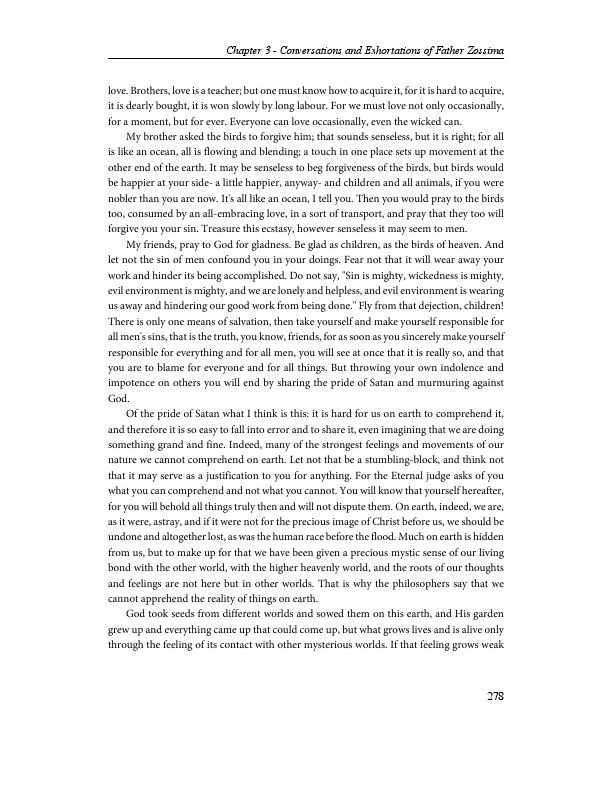 Chapter 3 - Conversations and Exhortations of Father Zossima
love. Brothers, love is a teacher; but one must know how to acquire it, for it is hard to acquire,
it is dearly bought, it is won slowly by long labour. For we must love not only occasionally,
for a moment, but for ever. Everyone can love occasionally, even the wicked can.
My brother asked the birds to forgive him; that sounds senseless, but it is right; for all
is like an ocean, all is flowing and blending; a touch in one place sets up movement at the
other end of the earth. It may be senseless to beg forgiveness of the birds, but birds would
be happier at your side- a little happier, anyway- and children and all animals, if you were
nobler than you are now. It's all like an ocean, I tell you. Then you would pray to the birds
too, consumed by an all-embracing love, in a sort of transport, and pray that they too will
forgive you your sin. Treasure this ecstasy, however senseless it may seem to men.
My friends, pray to God for gladness. Be glad as children, as the birds of heaven. And
let not the sin of men confound you in your doings. Fear not that it will wear away your
work and hinder its being accomplished. Do not say, "Sin is mighty, wickedness is mighty,
evil environment is mighty, and we are lonely and helpless, and evil environment is wearing
us away and hindering our good work from being done." Fly from that dejection, children!
There is only one means of salvation, then take yourself and make yourself responsible for
all men's sins, that is the truth, you know, friends, for as soon as you sincerely make yourself
responsible for everything and for all men, you will see at once that it is really so, and that
you are to blame for everyone and for all things. But throwing your own indolence and
impotence on others you will end by sharing the pride of Satan and murmuring against
God.
Of the pride of Satan what I think is this: it is hard for us on earth to comprehend it,
and therefore it is so easy to fall into error and to share it, even imagining that we are doing
something grand and fine. Indeed, many of the strongest feelings and movements of our
nature we cannot comprehend on earth. Let not that be a stumbling-block, and think not
that it may serve as a justification to you for anything. For the Eternal judge asks of you
what you can comprehend and not what you cannot. You will know that yourself hereafter,
for you will behold all things truly then and will not dispute them. On earth, indeed, we are,
as it were, astray, and if it were not for the precious image of Christ before us, we should be
undone and altogether lost, as was the human race before the flood. Much on earth is hidden
from us, but to make up for that we have been given a precious mystic sense of our living
bond with the other world, with the higher heavenly world, and the roots of our thoughts
and feelings are not here but in other worlds. That is why the philosophers say that we
cannot apprehend the reality of things on earth.
God took seeds from different worlds and sowed them on this earth, and His garden
grew up and everything came up that could come up, but what grows lives and is alive only
through the feeling of its contact with other mysterious worlds. If that feeling grows weak
278